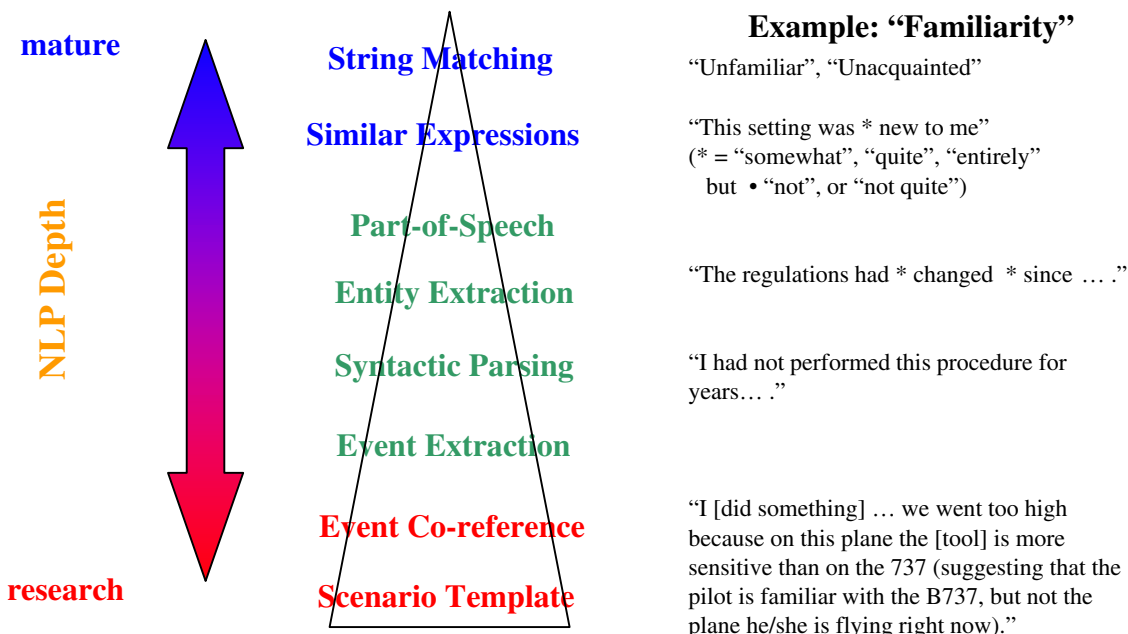 mature
research
NLP Depth
String Matching
Similar Expressions
Part-of-Speech
Entity Extraction
Syntactic Parsing
Event Extraction
Event Co-reference
Scenario Template
Example: “Familiarity”
“Unfamiliar”, “Unacquainted”
“This setting was * new to me”
(* = “somewhat”, “quite”, “entirely”
but • “not”, or “not quite”)
“The regulations had * changed * since … .”
“I had not performed this procedure for
years… .”
“I [did something] … we went too high
because on this plane the [tool] is more
sensitive than on the 737 (suggesting that the
pilot is familiar with the B737, but not the
plane he/she is flying right now).”